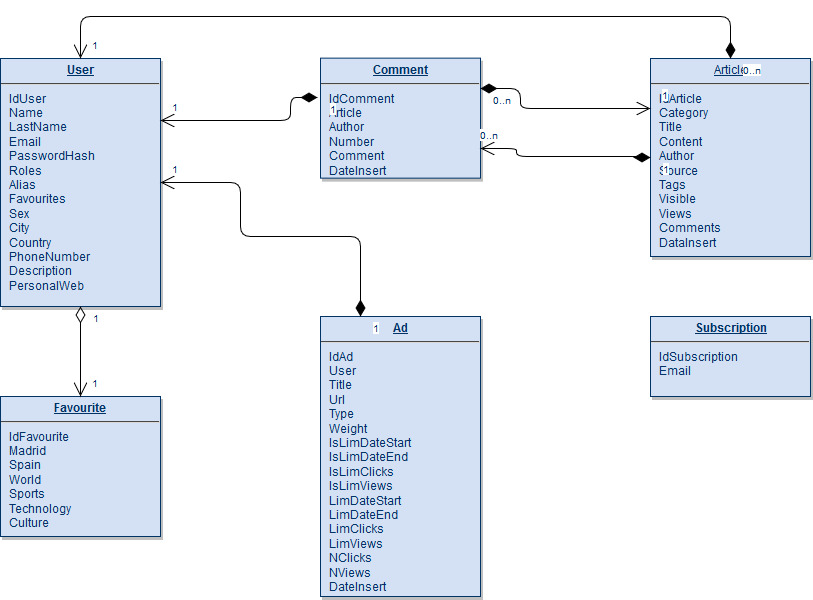 1
User
IdUser
Name
LastName
Email
PasswordHash
Roles
Alias
Favourites
Sex
City
Country
PhoneNumber
Description
PersonalWeb
1
1
Comment
IdComment
1
Article
Author
Number
Comment
DateInsert
0..n
0..n
Article
0..n
1
IdArticle
Category
Title
Content
Author
Source
1
Tags
Visible
Views
Comments
DataInsert
1
1
Favourite
IdFavourite
Madrid
Spain
World
Sports
Technology
Culture
1
Ad
IdAd
User
Title
Url
Type
Weight
IsLimDateStart
IsLimDateEnd
IsLimClicks
IsLimViews
LimDateStart
LimDateEnd
LimClicks
LimViews
NClicks
NViews
DateInsert
Subscription
IdSubscription
Email